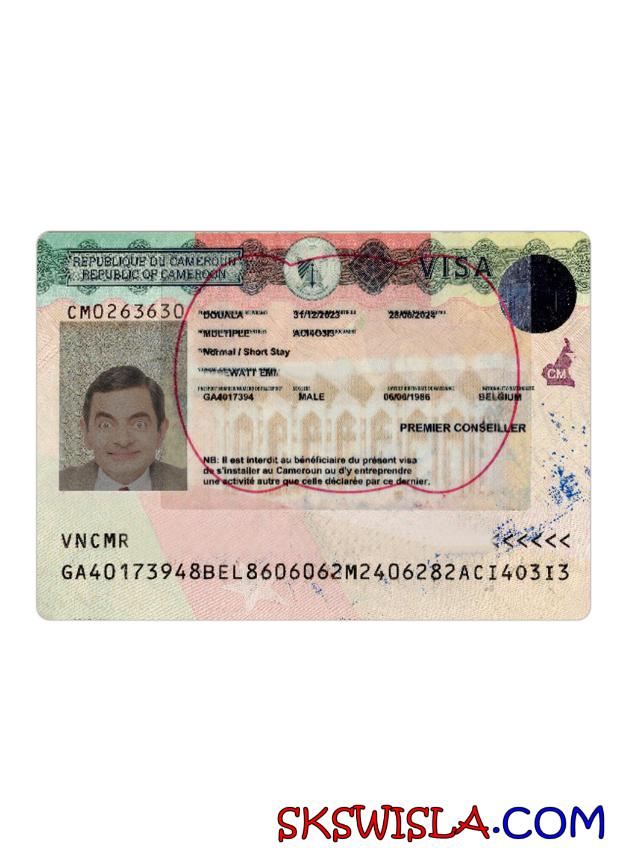 REPUBLIQUE DU CAMEROUN
REPUBLIC OF CAMEROON
VISA
CM0263630
DOUALA 31/12/2023 28/06/2024
MULTIPLE ACI403I3
Normal / Short Stay
WATT EMI
GA4017394 MALE 06/06/1986 BELGIUM
CM
PREMIER CONSEILLER
NB: Il est interdit au bénéficiaire du présent visa
de s'installer au Cameroun ou d'y entreprendre
une activité autre que celle déclarée par ce dernier.
VNCMR <<<<<
GA40173948BEL8606062M2406282ACI403I3
SKSWISLA.COM